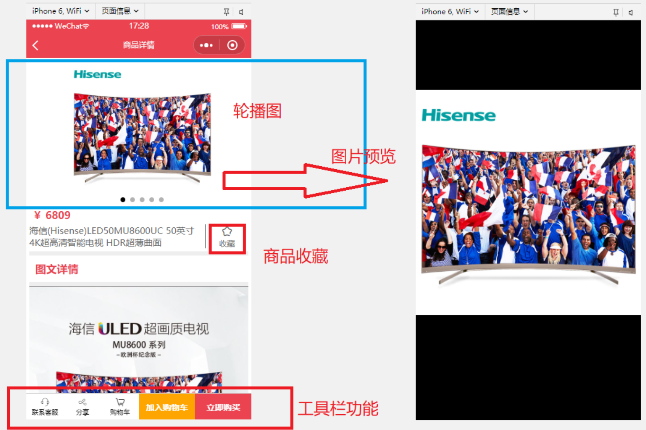 iPhone 6, WiFi
页面信息
WeChat
17:28
100%
商品详情
Hisense
轮播图
图片预览
¥ 6809
海信(Hisense)LED50MU8600UC 50英寸
4K超高清智能电视 HDR超薄曲面
收藏
商品收藏
图文详情
海信 ULED 超画质电视
MU8600 系列
–欧洲杯纪念版–
联系客服
分享
购物车
加入购物车
立即购买
工具栏功能
iPhone 6, WiFi
页面信息
Hisense